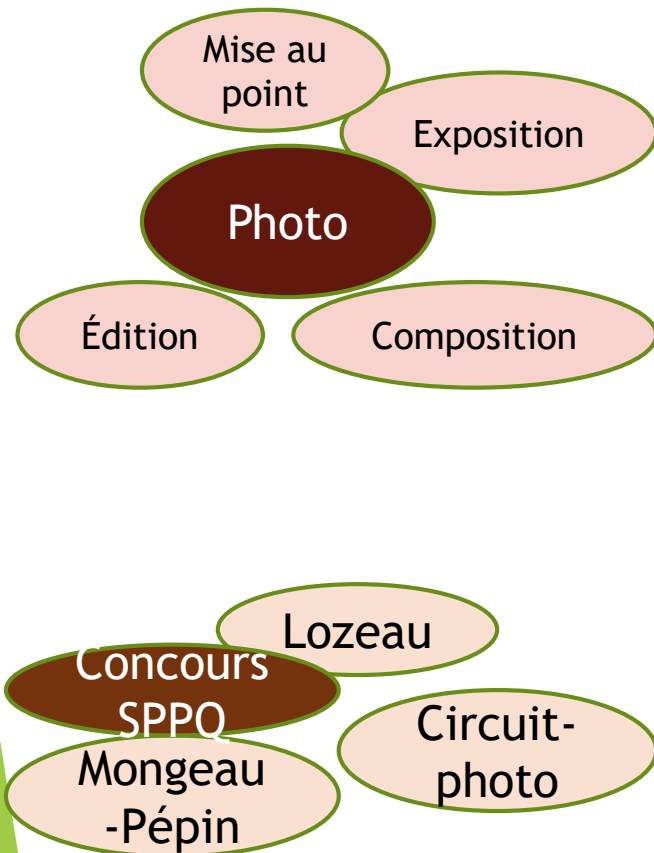 Mise au
point
Exposition
Photo
Édition
Composition
Lozeau
Concours
SPPQ
Circuit-
photo
Mongeau
-Pépin